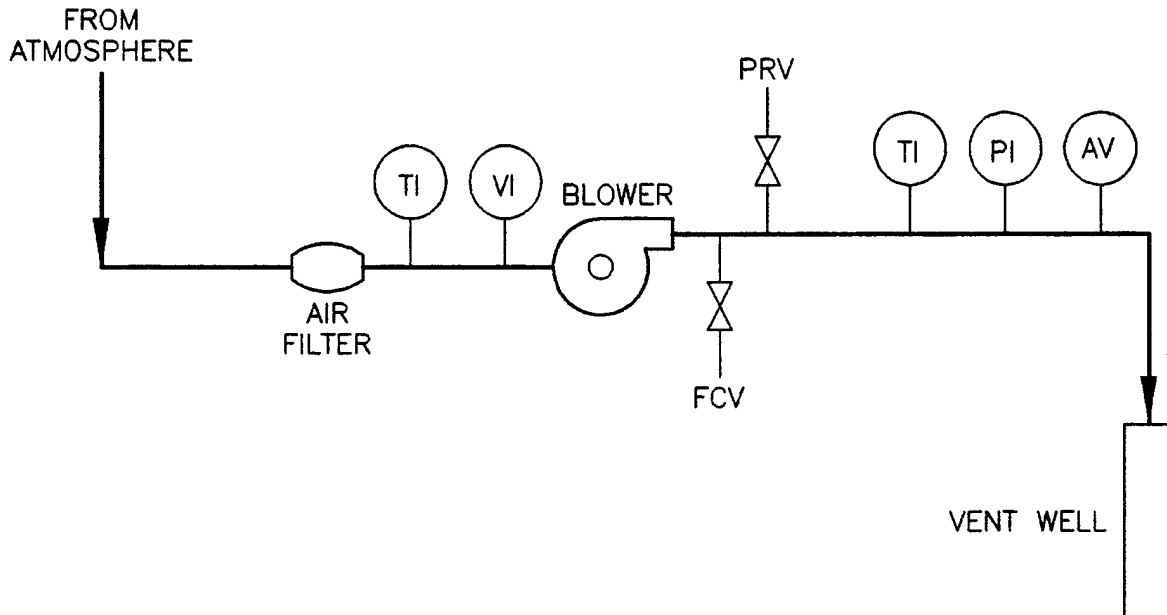 FROM
ATMOSPHERE
PRV
TI
VI
BLOWER
TI
PI
AV
AIR
FILTER
FCV
VENT WELL